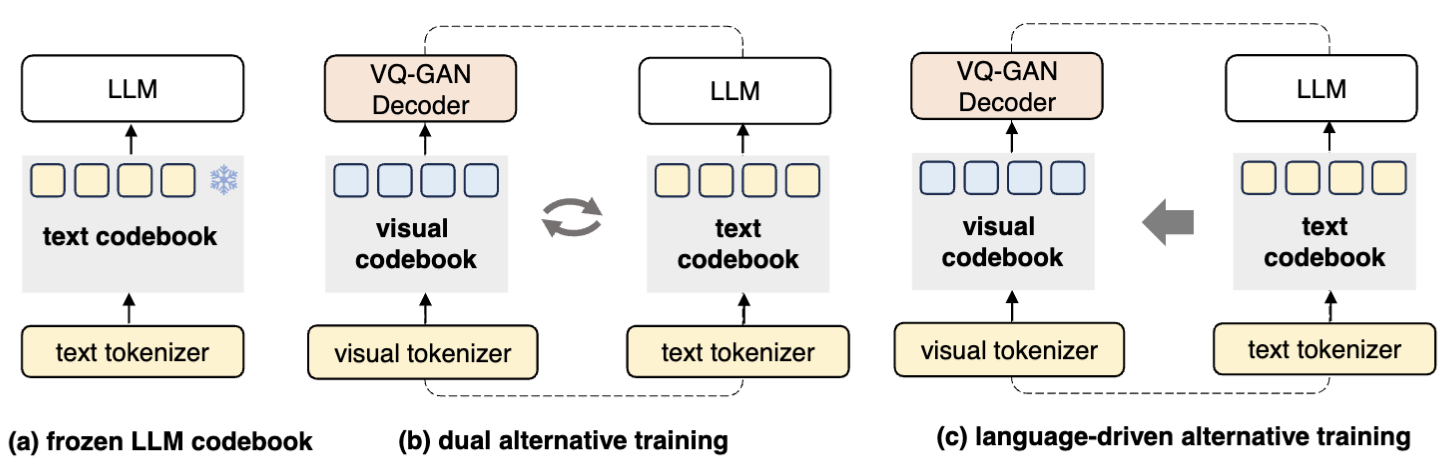 LLM
text codebook
text tokenizer
(a) frozen LLM codebook
VQ-GAN
Decoder
visual
codebook
visual tokenizer
LLM
text
codebook
text tokenizer
(b) dual alternative training
VQ-GAN
Decoder
visual
codebook
visual tokenizer
LLM
text
codebook
text tokenizer
(c) language-driven alternative training